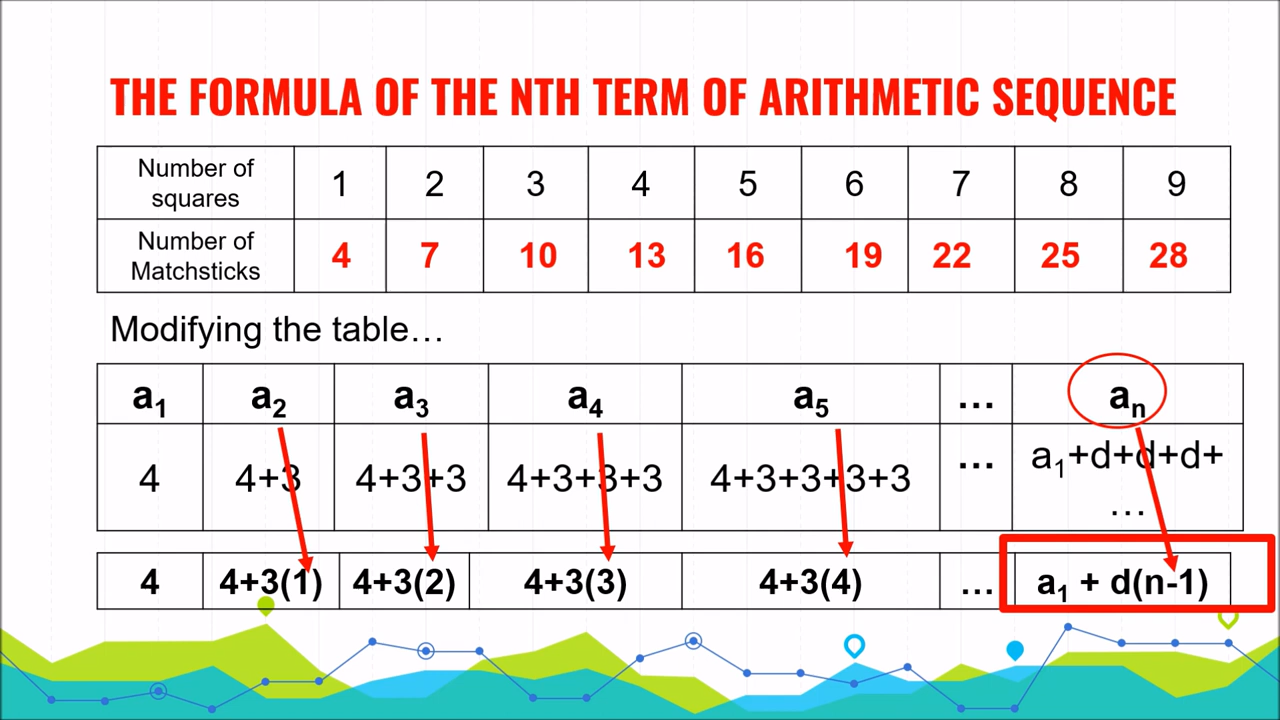 THE FORMULA OF THE NTH TERM OF ARITHMETIC SEQUENCE
Number of squares 1 2 3 4 5 6 7 8 9
Number of Matchsticks 4 7 10 13 16 19 22 25 28
Modifying the table…
a₁ a₂ a₃ a₄ a₅ … aₙ
4 4+3 4+3+3 4+3+3+3 4+3+3+3+3 … a₁+d+d+d+ …
4 4+3(1) 4+3(2) 4+3(3) 4+3(4) … a₁ + d(n-1)